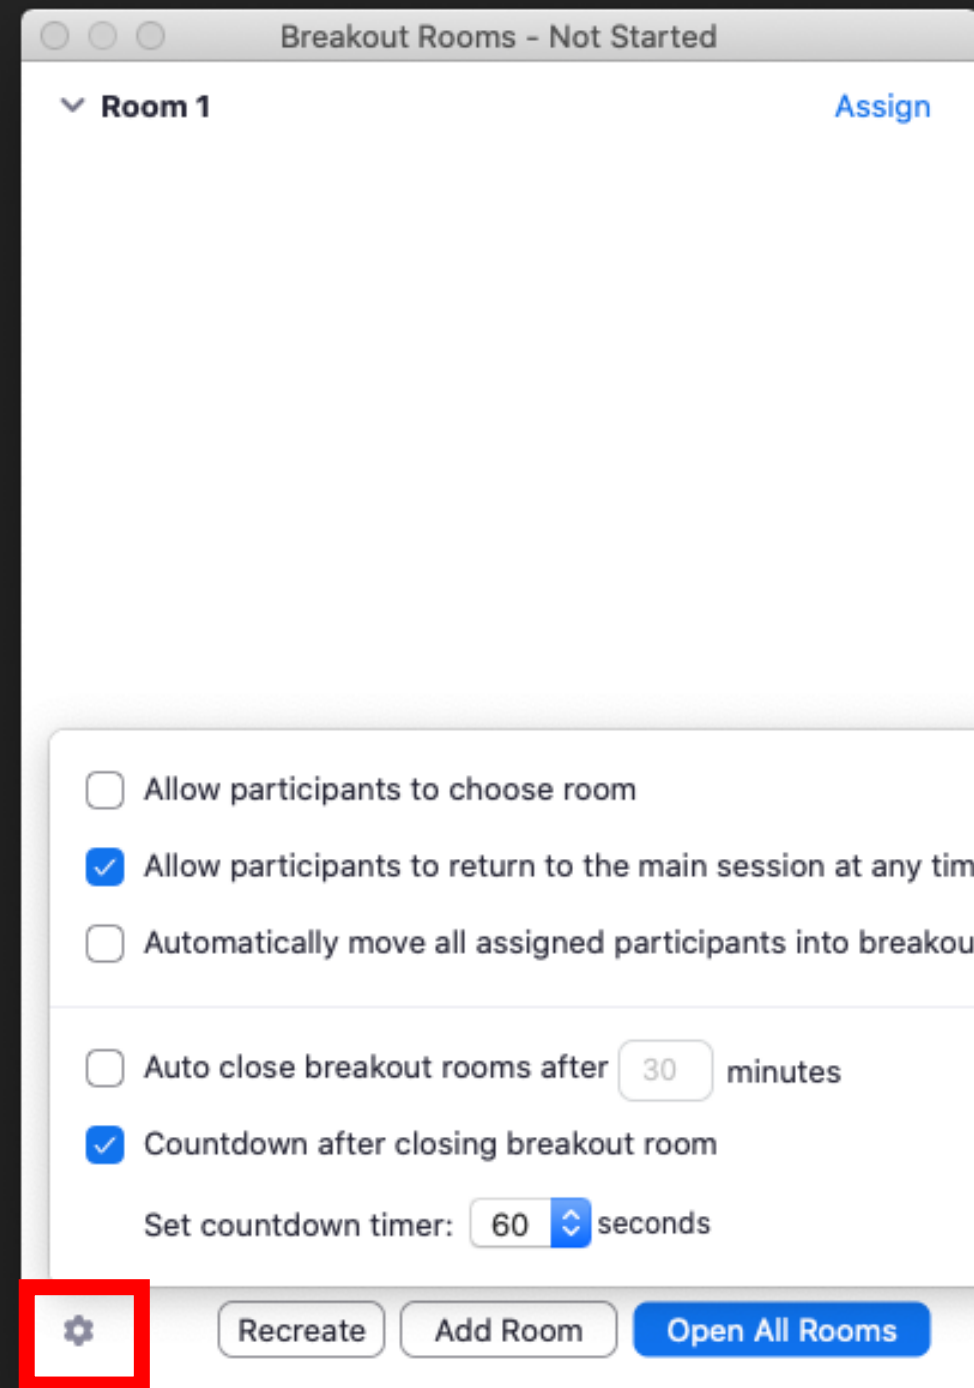 Breakout Rooms - Not Started
Room 1 Assign
Allow participants to choose room
Allow participants to return to the main session at any tim
Automatically move all assigned participants into breakou
Auto close breakout rooms after 30 minutes
Countdown after closing breakout room
Set countdown timer: 60 seconds
Recreate Add Room Open All Rooms